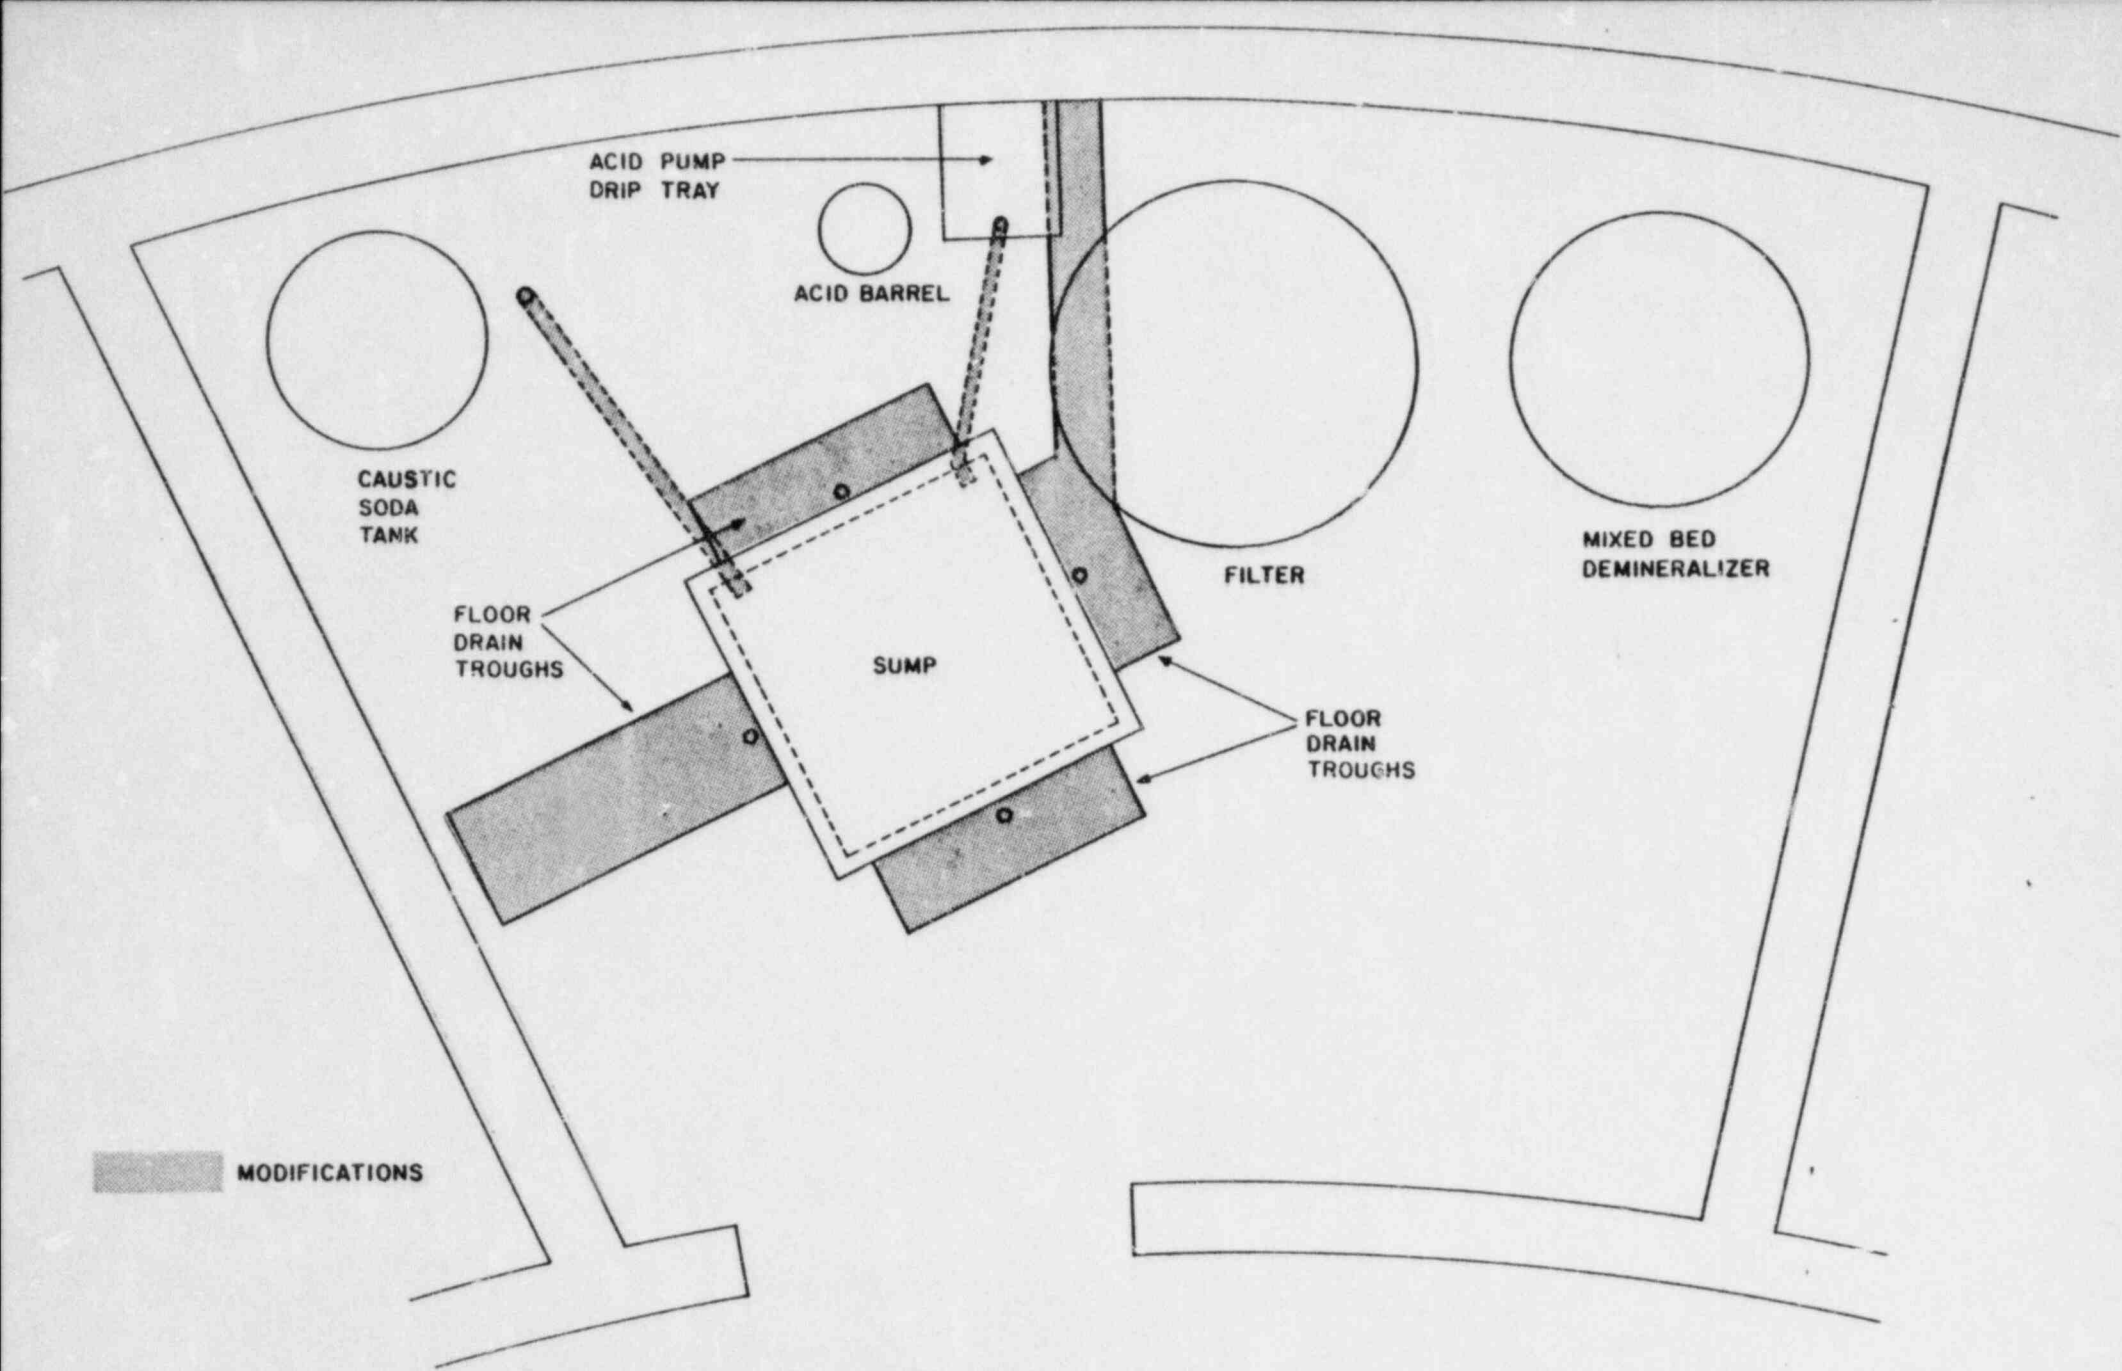 ACID PUMP
DRIP TRAY
ACID BARREL
CAUSTIC
SODA
TANK
FILTER
MIXED BED
DEMINERALIZER
FLOOR
DRAIN
TROUGHS
SUMP
FLOOR
DRAIN
TROUGHS
MODIFICATIONS